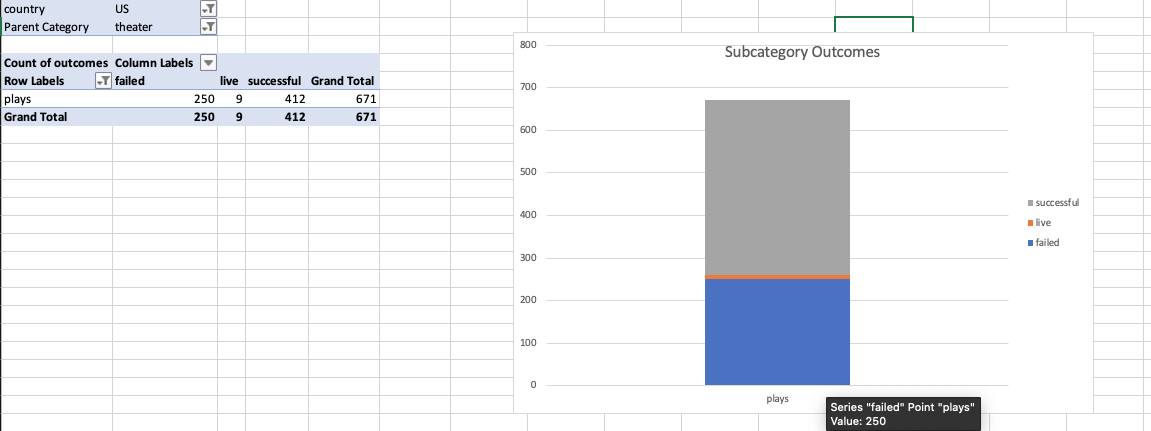 country US
Parent Category theater
Count of outcomes Column Labels
Row Labels failed live successful Grand Total
plays 250 9 412 671
Grand Total 250 9 412 671
Subcategory Outcomes
800
700
600
500
400
300
200
100
0
plays
successful
live
failed
Series "failed" Point "plays"
Value: 250